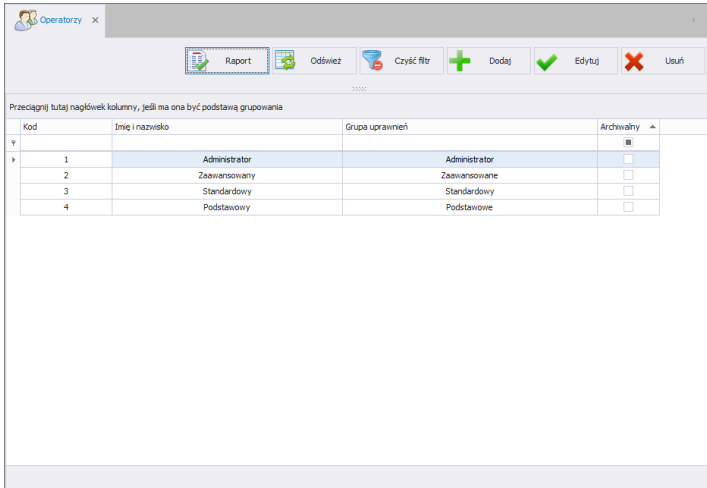 Operatorzy
Raport Odśwież Czyść filtr Dodaj Edytuj Usuń
Przeciągnij tutaj nagłówek kolumny, jeśli ma ona być podstawą grupowania
Kod Imię i nazwisko Grupa uprawnień Archiwalny
1 Administrator Administrator
2 Zaawansowany Zaawansowane
3 Standardowy Standardowy
4 Podstawowy Podstawowe